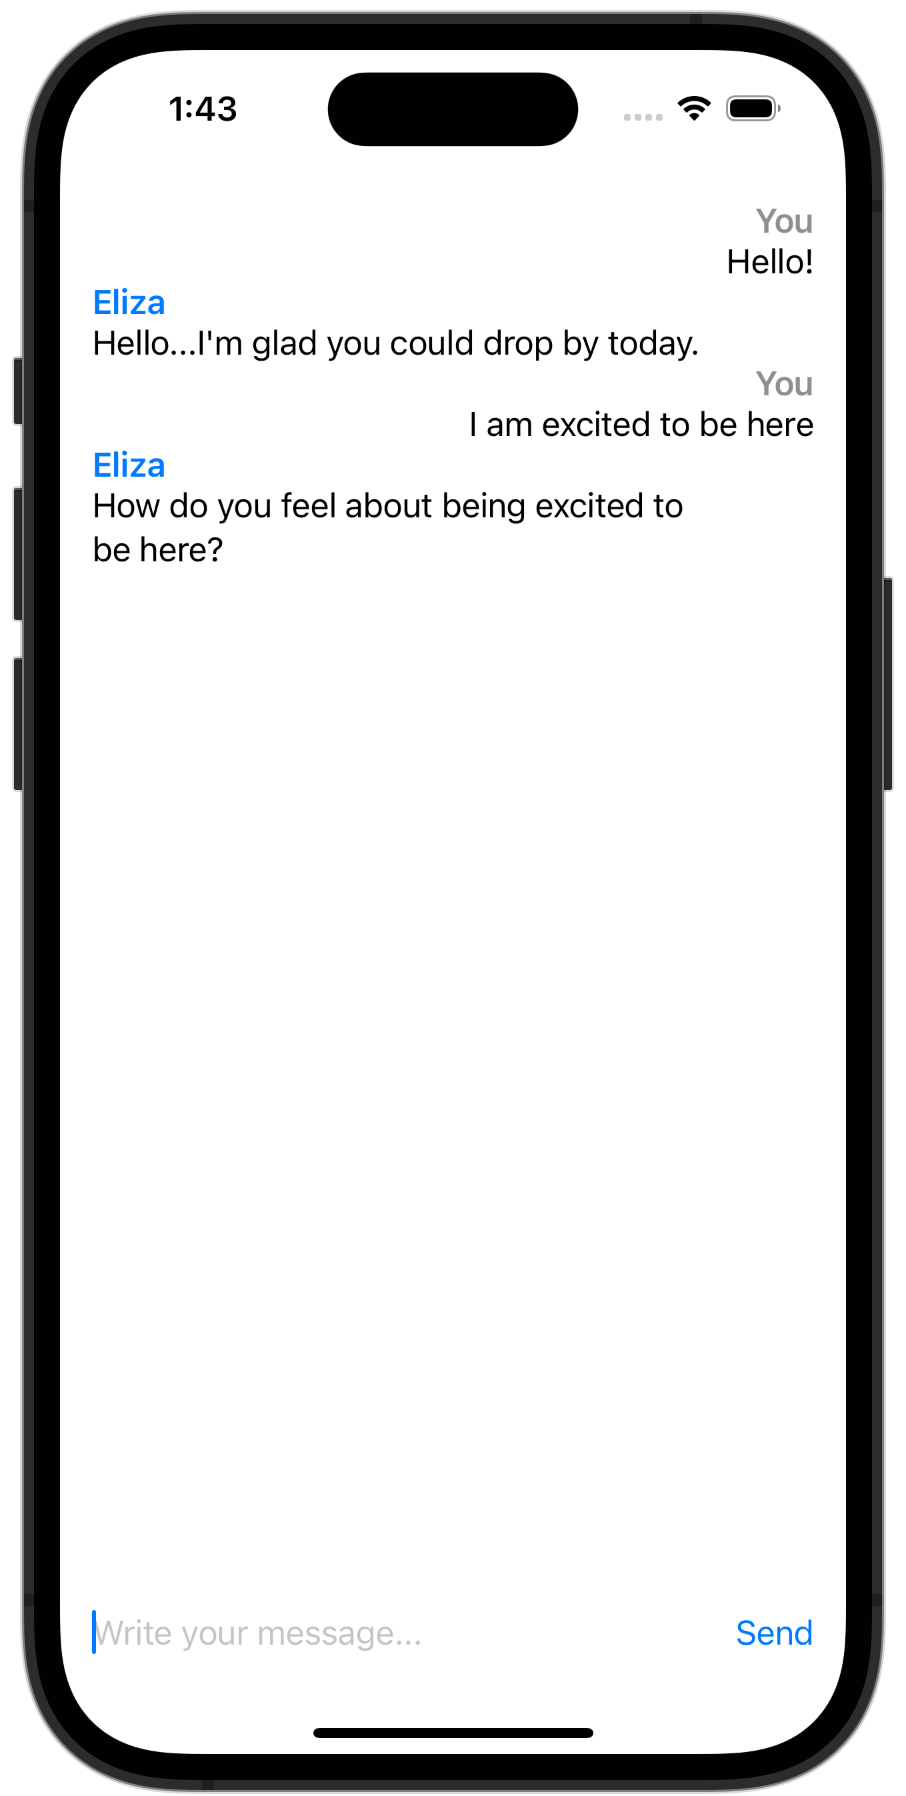 1:43
You
Hello!
Eliza
Hello...I'm glad you could drop by today.
You
I am excited to be here
Eliza
How do you feel about being excited to
be here?
Write your message...
Send